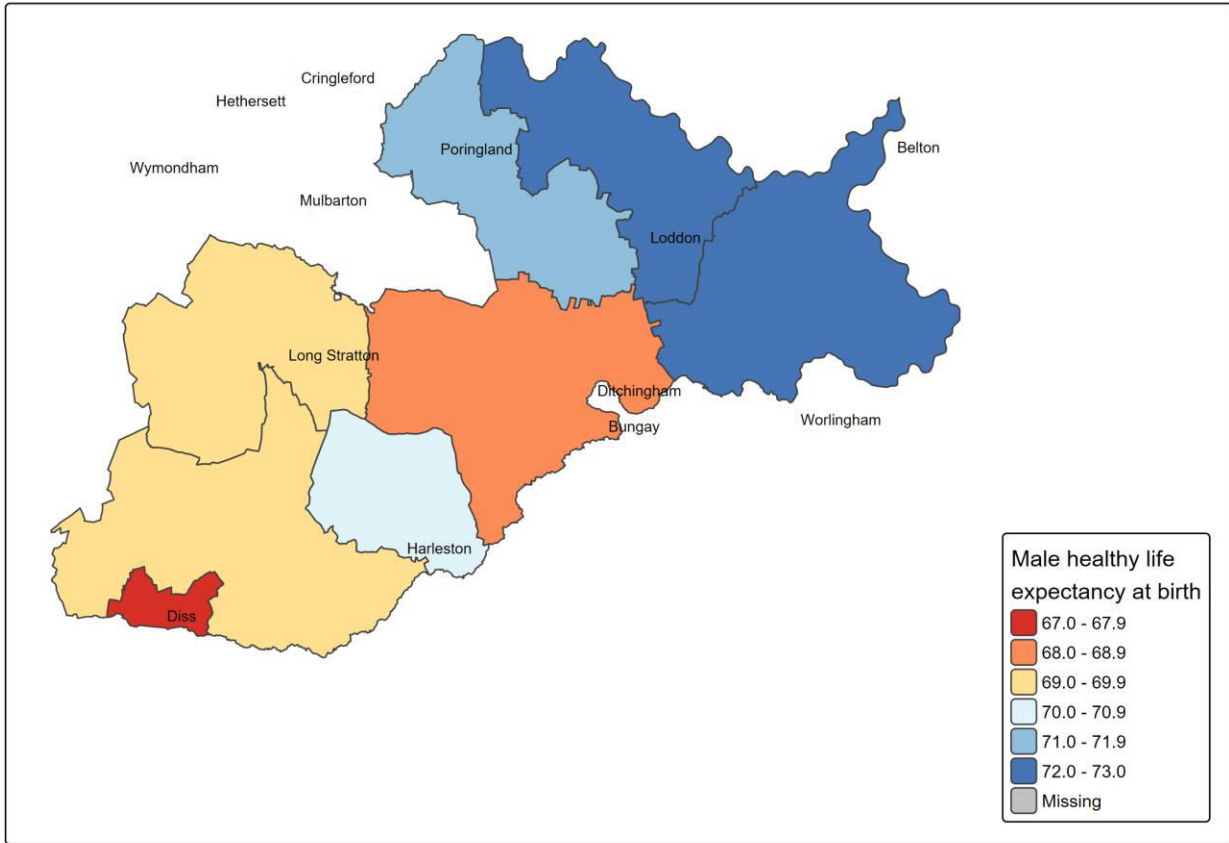 Cringleford
Hethersett
Poringland
Belton
Wymondham
Mulbarton
Loddon
Long Stratton
Ditchingham
Worlingham
Bungay
Harleston
Diss
Male healthy life
expectancy at birth
67.0 - 67.9
68.0 - 68.9
69.0 - 69.9
70.0 - 70.9
71.0 - 71.9
72.0 - 73.0
Missing